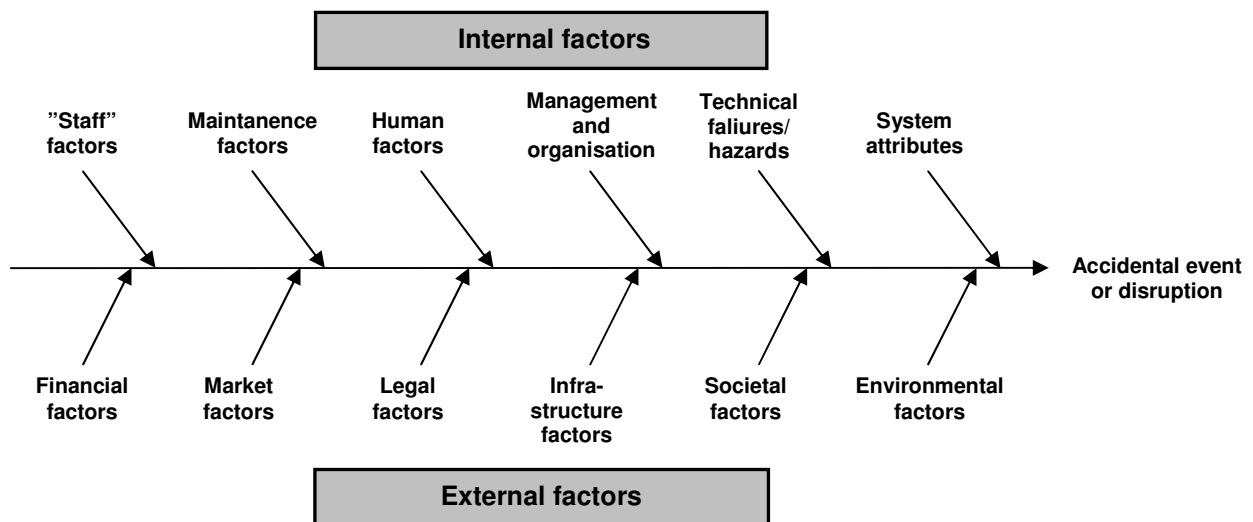 Internal factors
”Staff”
factors
Maintanence
factors
Human
factors
Management
and
organisation
Technical
faliures/
hazards
System
attributes
Accidental event
or disruption
Financial
factors
Market
factors
Legal
factors
Infra-
structure
factors
Societal
factors
Environmental
factors
External factors